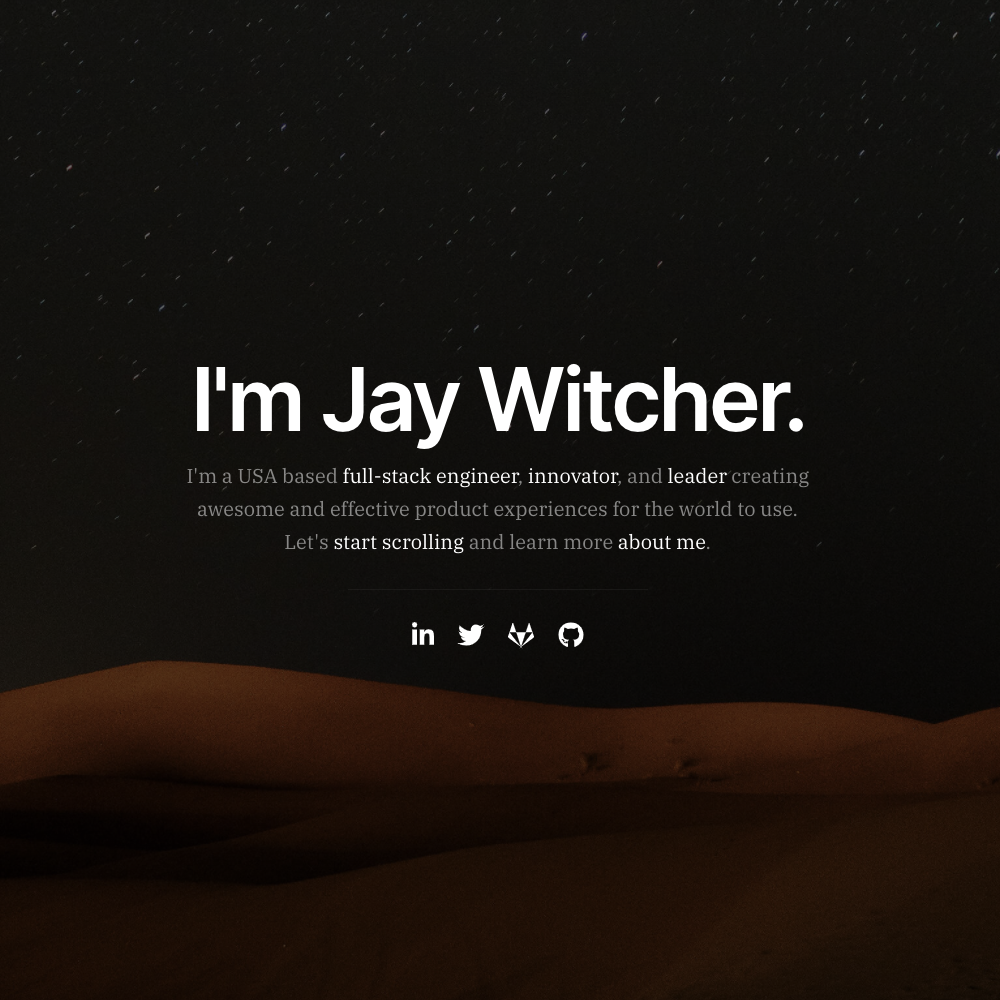 I'm Jay Witcher.
I'm a USA based full-stack engineer, innovator, and leader creating
awesome and effective product experiences for the world to use.
Let's start scrolling and learn more about me.
in